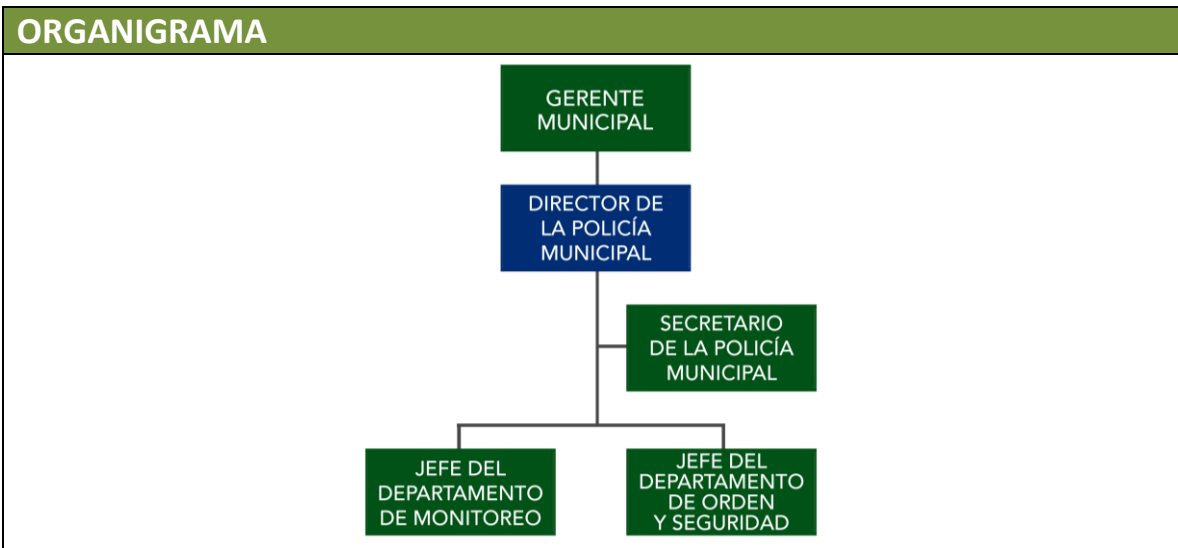 ORGANIGRAMA
GERENTE
MUNICIPAL
DIRECTOR DE
LA POLICÍA
MUNICIPAL
SECRETARIO
DE LA POLICÍA
MUNICIPAL
JEFE DEL
DEPARTAMENTO
DE MONITOREO
JEFE DEL
DEPARTAMENTO
DE ORDEN
Y SEGURIDAD